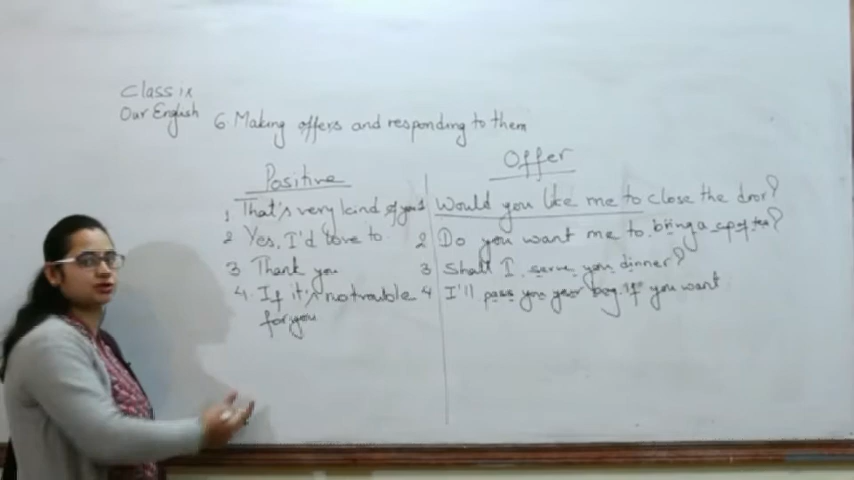 Class ix
Our English
6 Making offers and responding to them
Positive
1 That's very kind of you
2 Yes, I'd love to
3 Thank you
4. If it's no trouble
for you
Offer
1 Would you like me to close the dror?
2 Do you want me to bring a cup of tea?
3 Shall I serve you dinner?
4 I'll pass you your bag if you want